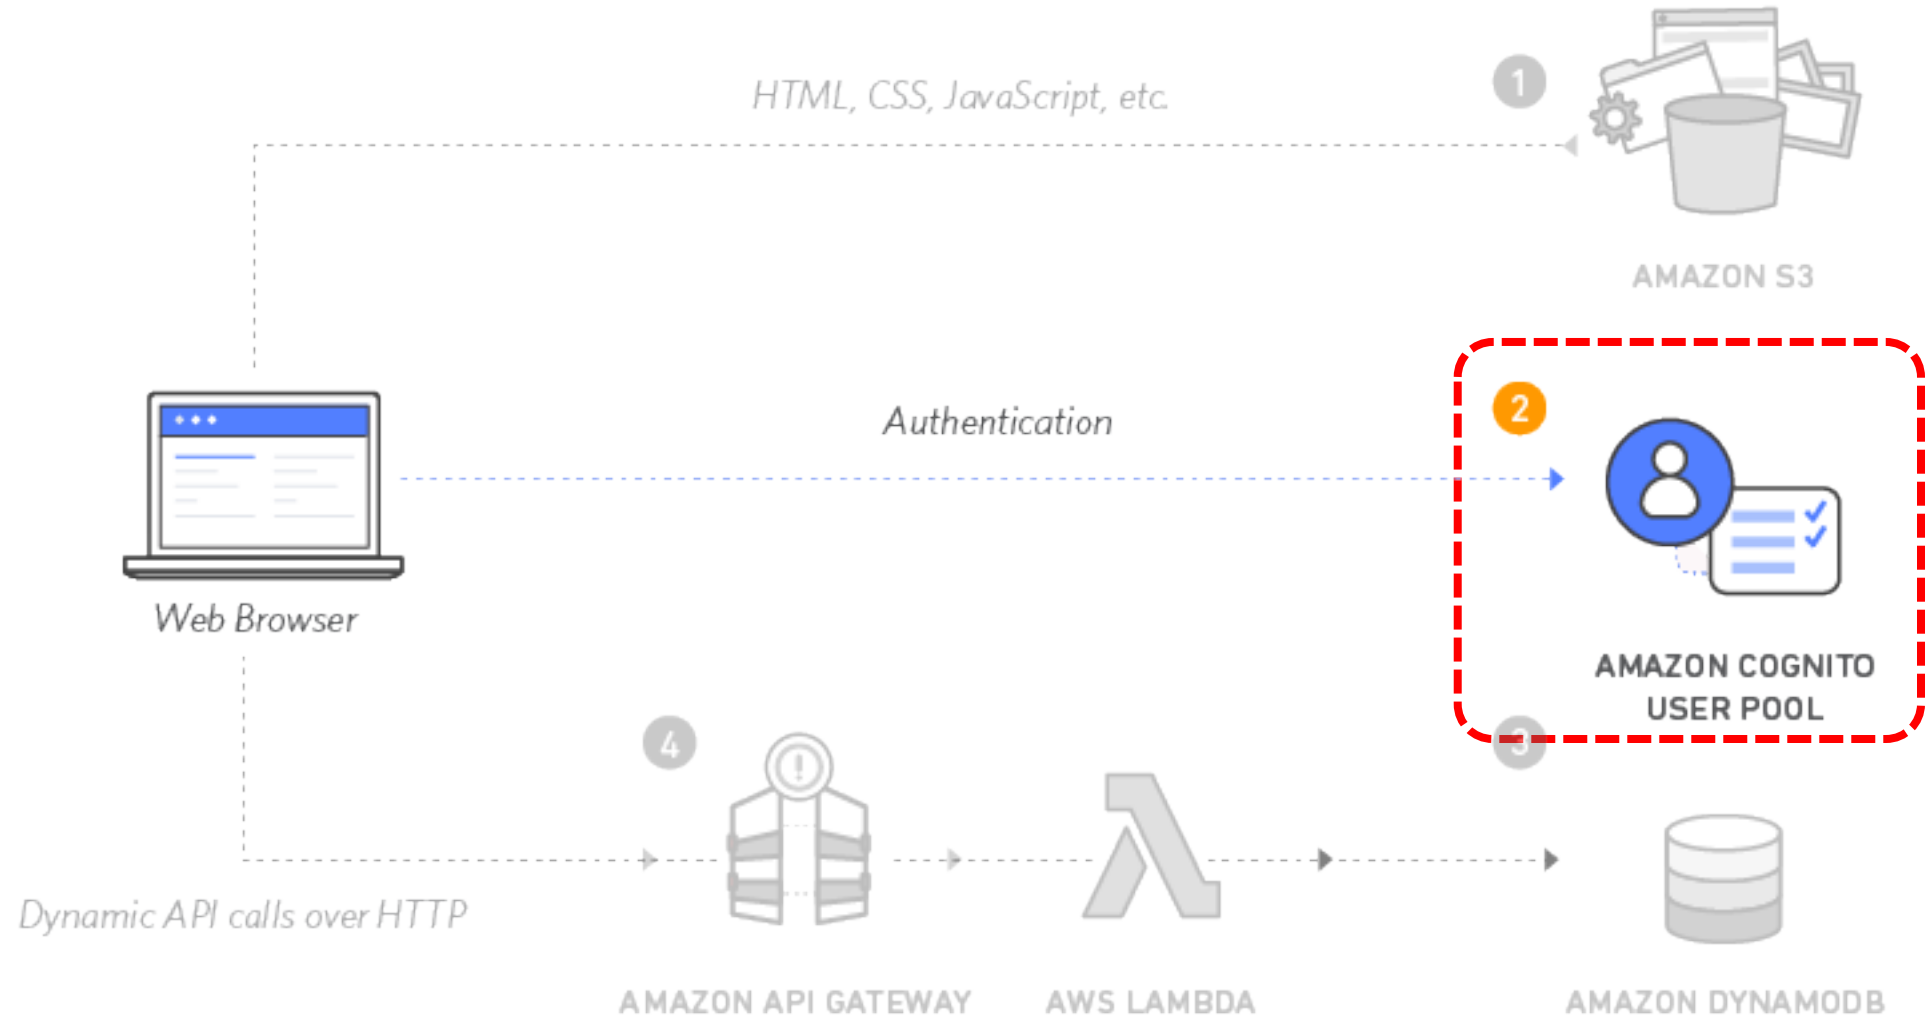 HTML, CSS, JavaScript, etc.
1
AMAZON S3
Authentication
2
Web Browser
AMAZON COGNITO
USER POOL
4
3
Dynamic API calls over HTTP
AMAZON API GATEWAY
AWS LAMBDA
AMAZON DYNAMODB